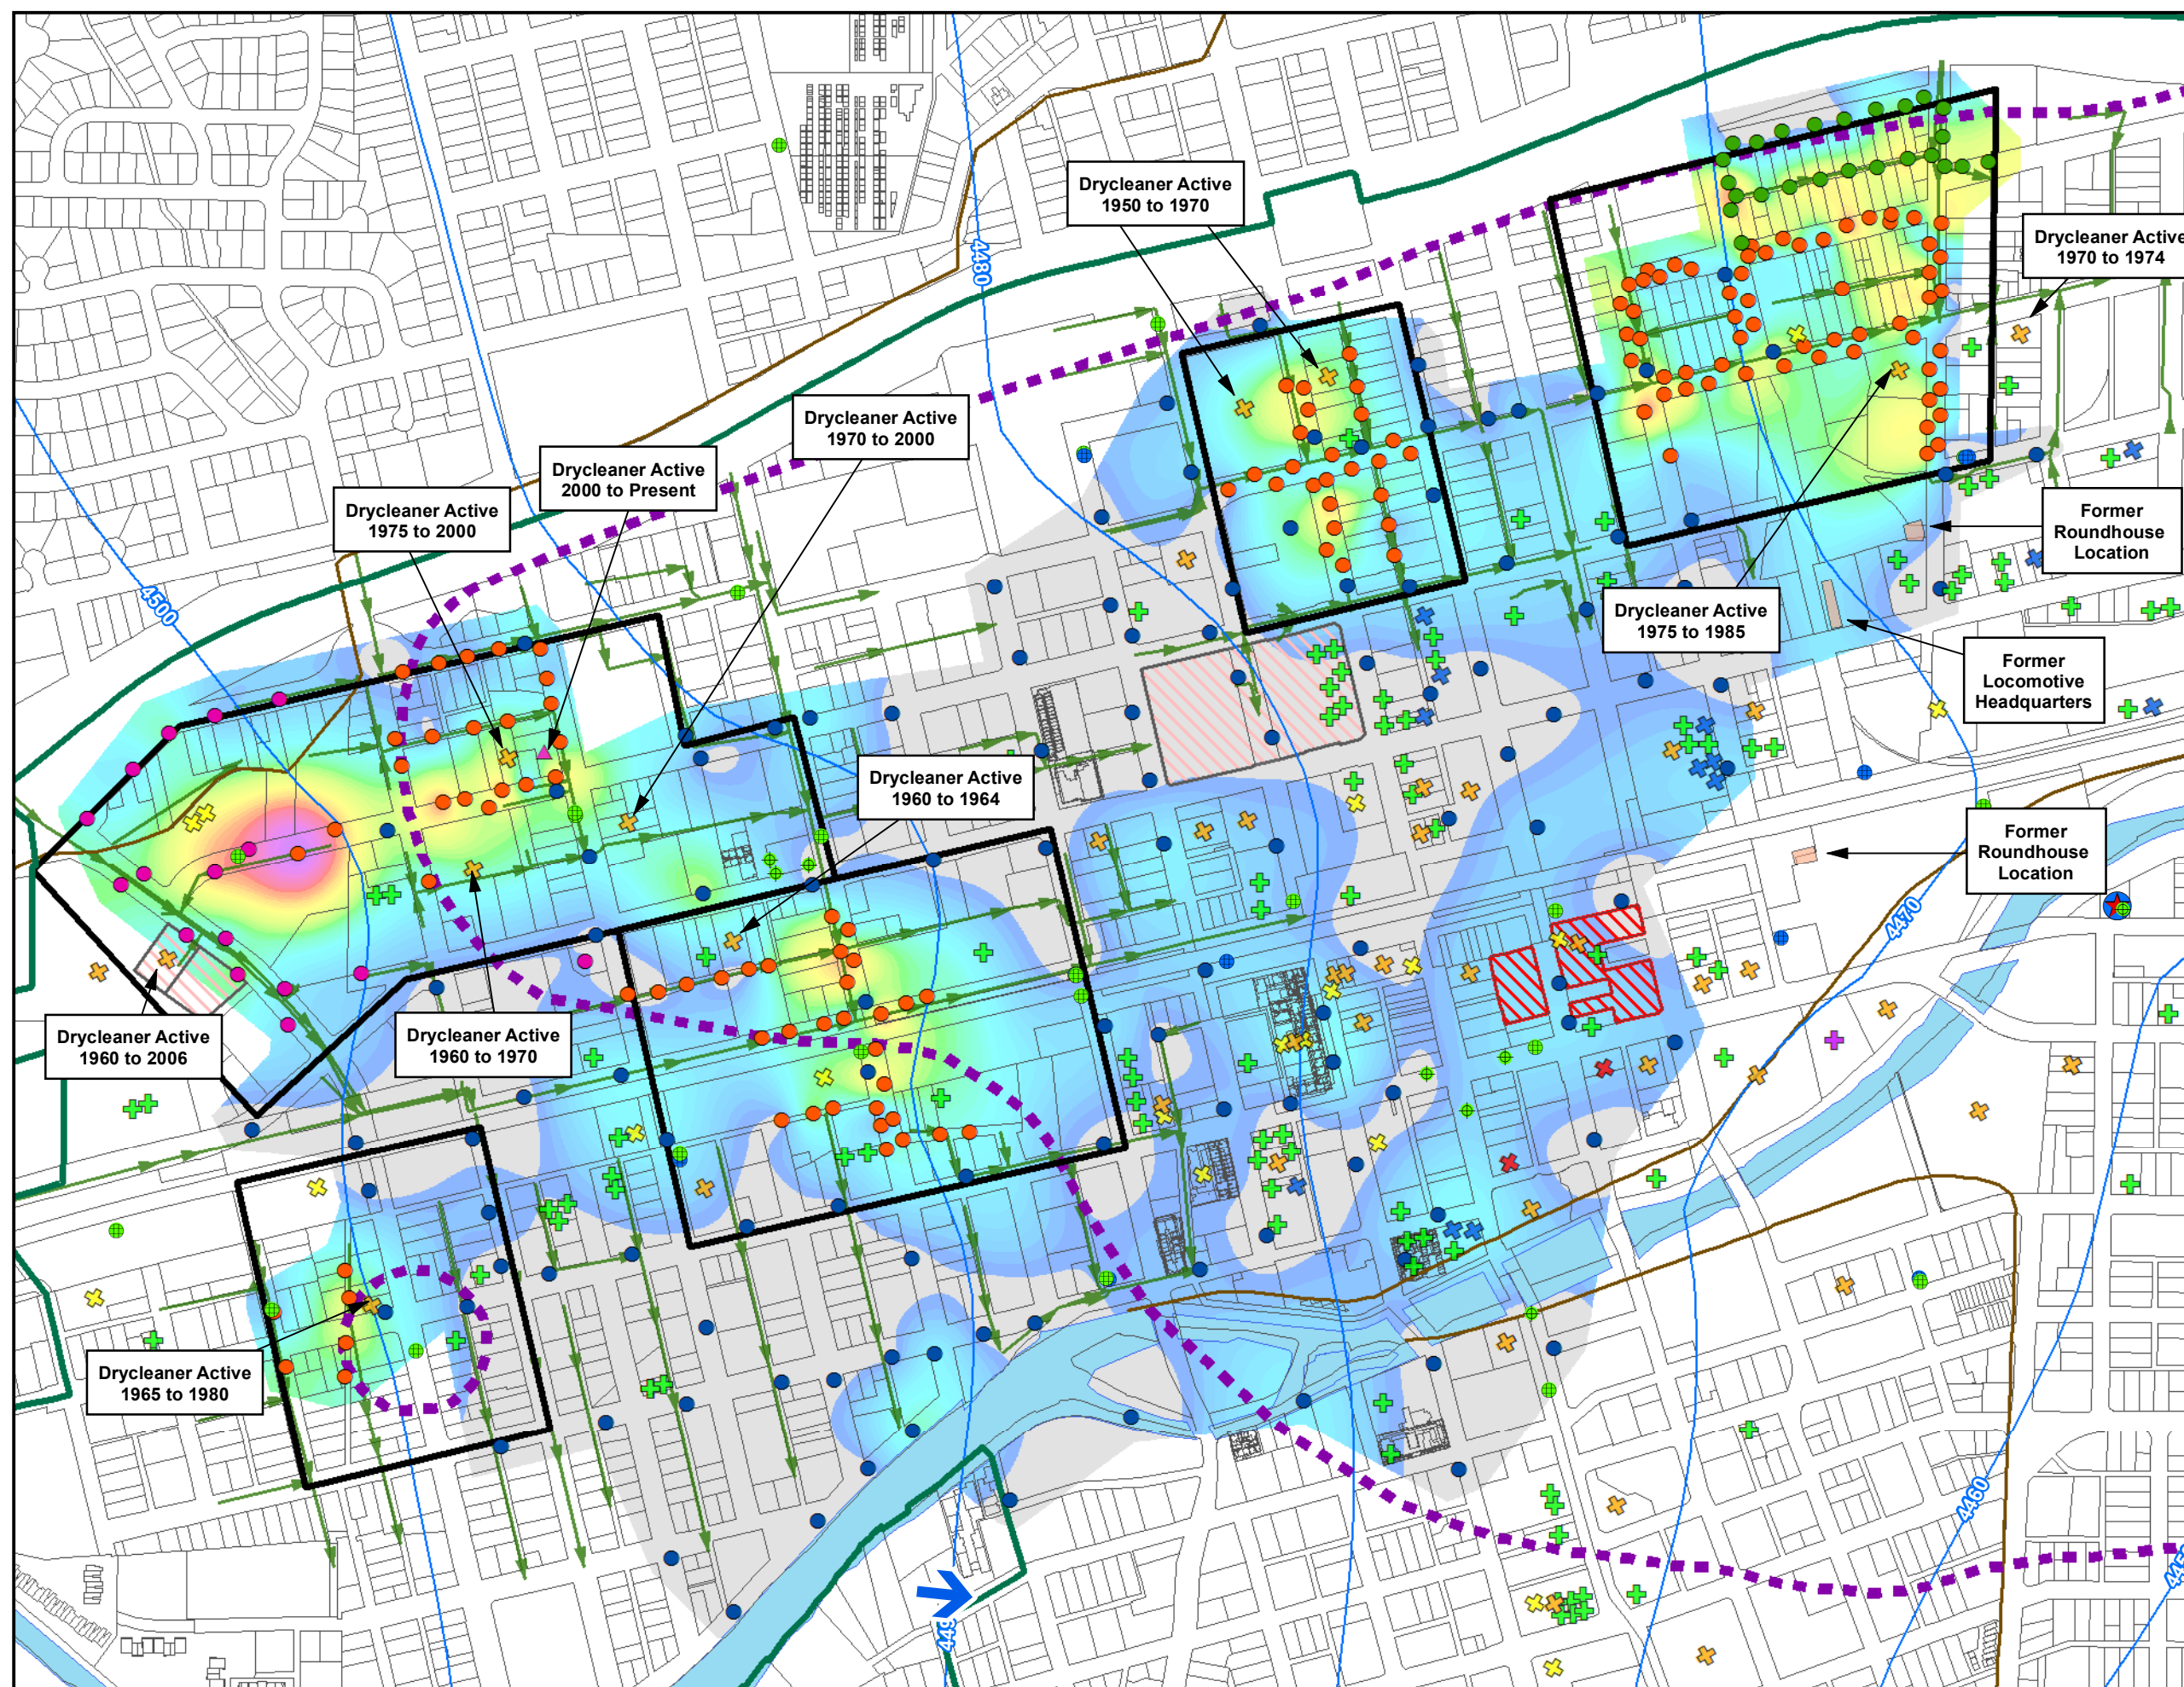 Drycleaner Active
1950 to 1970
Drycleaner Active
1970 to 1974
4480
Drycleaner Active
1970 to 2000
Drycleaner Active
2000 to Present
Drycleaner Active
1975 to 2000
Former
Roundhouse
Location
4500
Drycleaner Active
1975 to 1985
Former
Locomotive
Headquarters
Drycleaner Active
1960 to 1964
Former
Roundhouse
Location
4470
Drycleaner Active
1960 to 2006
Drycleaner Active
1960 to 1970
Drycleaner Active
1965 to 1980
4460
449